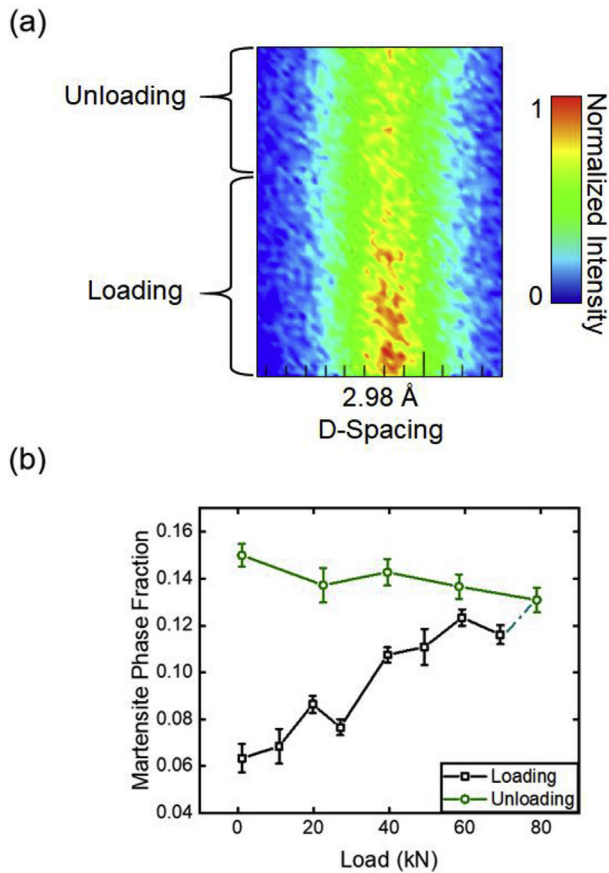 (a)
Unloading
Loading
1
0
Normalized Intensity
2.98 Å
D-Spacing
(b)
Martensite Phase Fraction
0.16
0.14
0.12
0.10
0.08
0.06
0.04
Loading
Unloading
0 20 40 60 80
Load (kN)